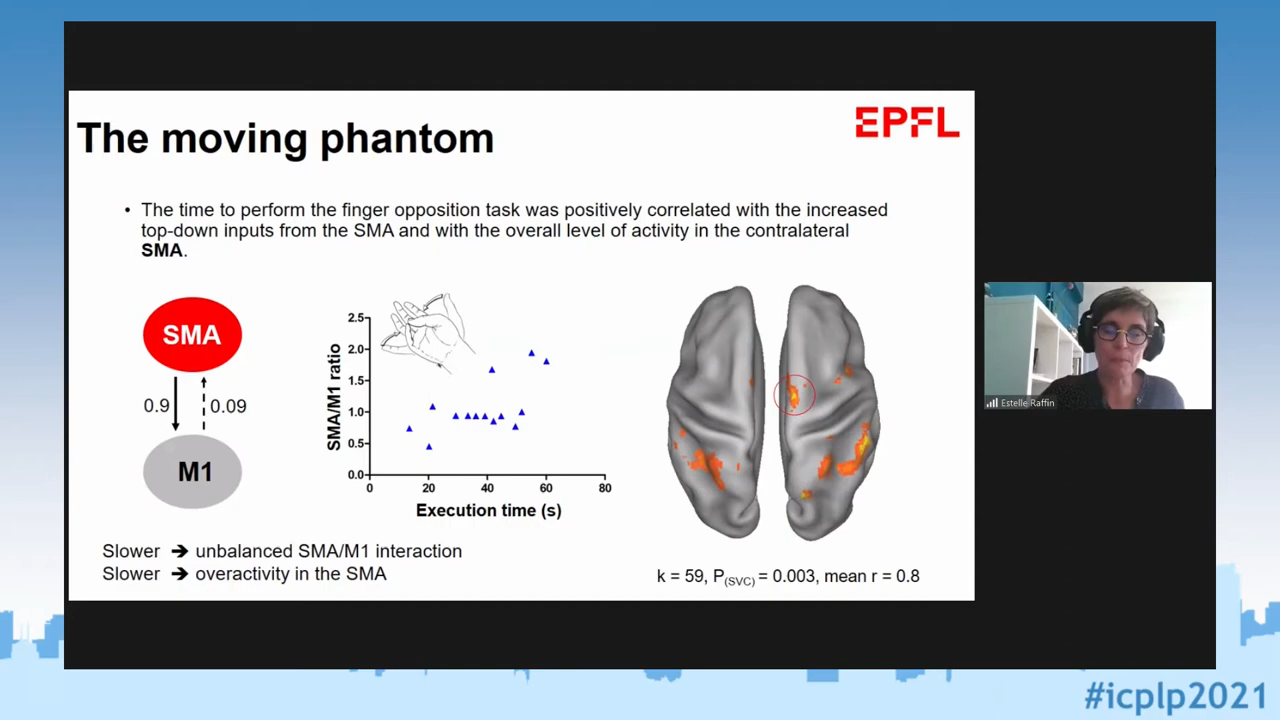 The moving phantom
EPFL
• The time to perform the finger opposition task was positively correlated with the increased
top-down inputs from the SMA and with the overall level of activity in the contralateral
SMA.
SMA
0.9
0.09
M1
SMA/M1 ratio
2.5
2.0
1.5
1.0
0.5
0.0
0 20 40 60 80
Execution time (s)
Slower ➔ unbalanced SMA/M1 interaction
Slower ➔ overactivity in the SMA
k = 59, P(SVC) = 0.003, mean r = 0.8
Estelle Raffin
#icplp2021